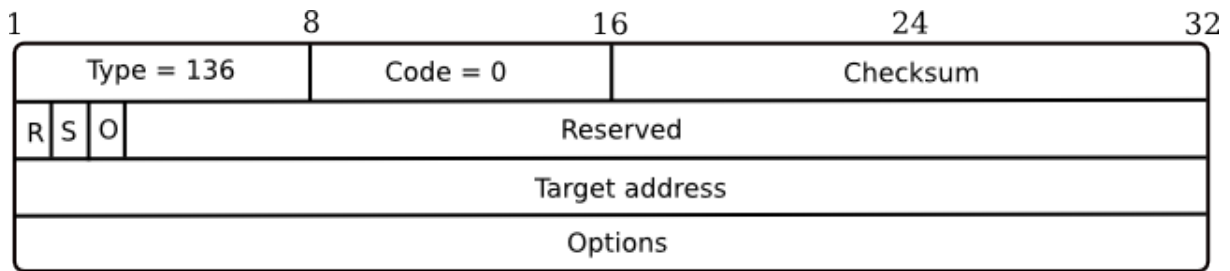 1 8 16 24 32
Type = 136 Code = 0 Checksum
R S O Reserved
Target address
Options